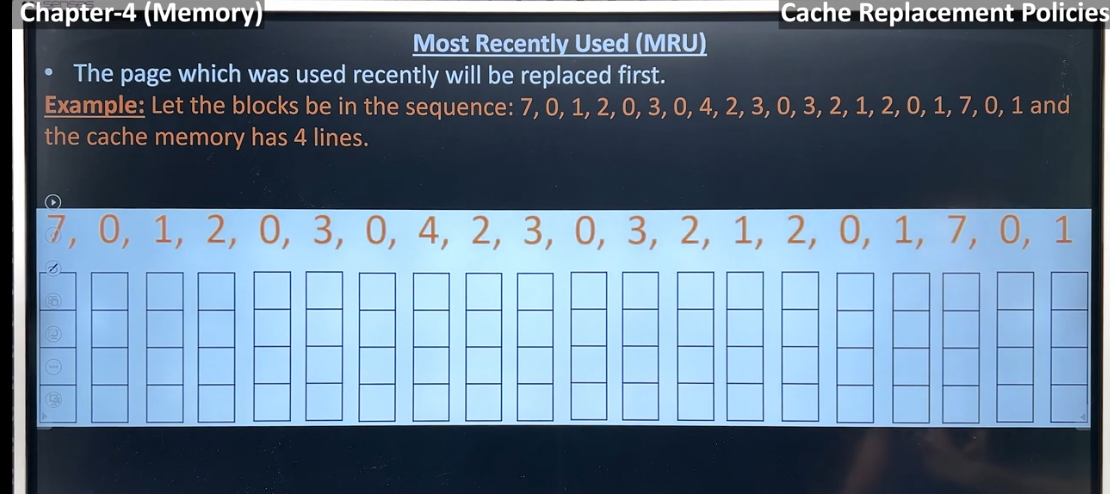 Chapter-4 (Memory)
Cache Replacement Policies
Most Recently Used (MRU)
• The page which was used recently will be replaced first.
Example: Let the blocks be in the sequence: 7, 0, 1, 2, 0, 3, 0, 4, 2, 3, 0, 3, 2, 1, 2, 0, 1, 7, 0, 1 and
the cache memory has 4 lines.
7, 0, 1, 2, 0, 3, 0, 4, 2, 3, 0, 3, 2, 1, 2, 0, 1, 7, 0, 1